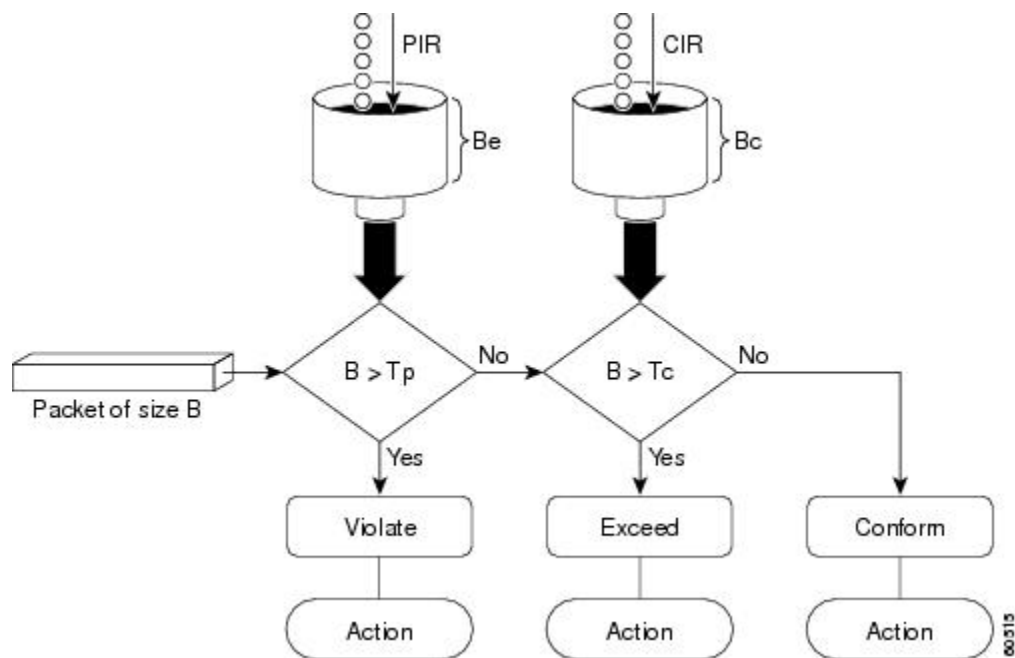 PIR
CIR
Be
Bc
B > Tp
No
B > Tc
No
Packet of size B
Yes
Yes
Violate
Exceed
Conform
Action
Action
Action
60515